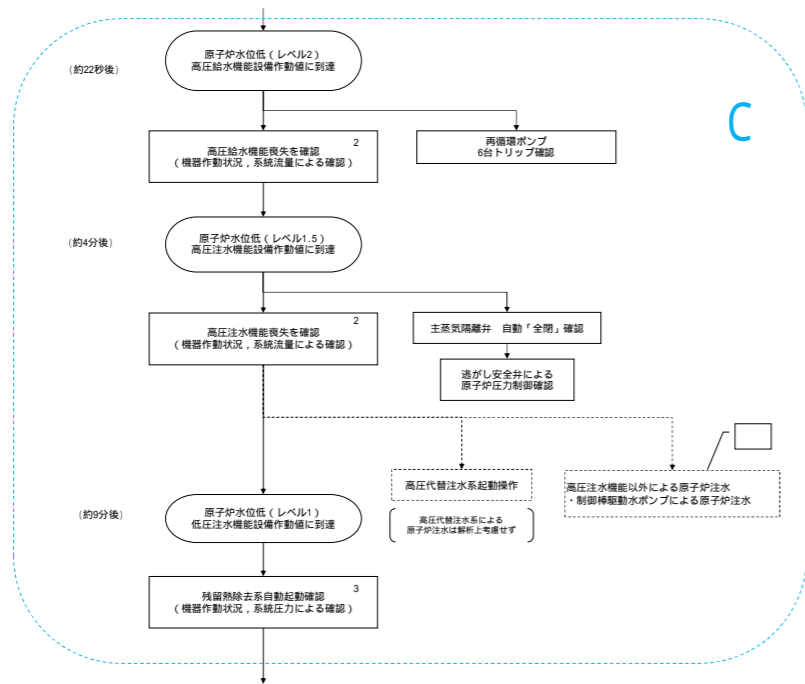 原子炉水位低（レベル2）
高圧給水機能設備作動値に到達
（約22秒後）
C
高圧給水機能喪失を確認
2
（機器作動状況，系統流量による確認）
再循環ポンプ
6台トリップ確認
原子炉水位低（レベル1.5）
高圧注水機能設備作動値に到達
（約4分後）
高圧注水機能喪失を確認
2
（機器作動状況，系統流量による確認）
主蒸気隔離弁　自動「全閉」確認
逃がし安全弁による
原子炉圧力制御確認
高圧代替注水系起動操作
高圧代替注水系による
原子炉注水は解析上考慮せず
高圧注水機能以外による原子炉注水
・制御棒駆動水ポンプによる原子炉注水
（約9分後）
原子炉水位低（レベル1）
低圧注水機能設備作動値に到達
残留熱除去系自動起動確認
3
（機器作動状況，系統圧力による確認）